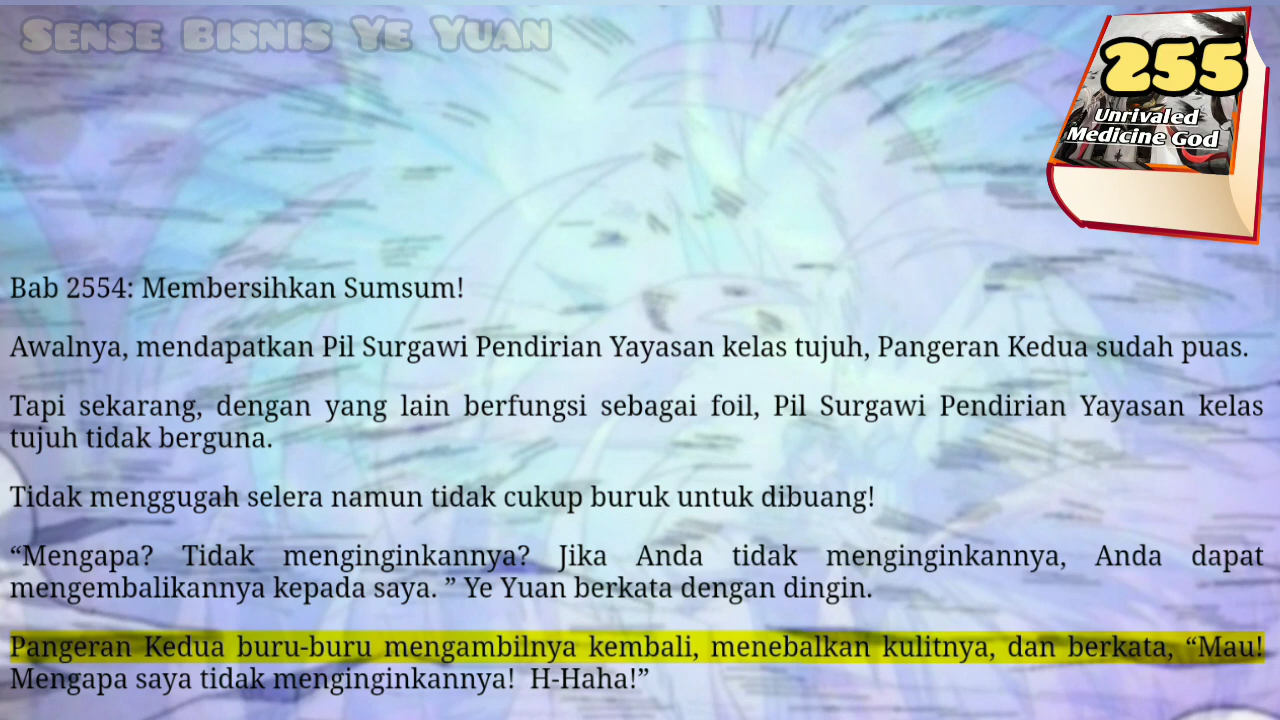 Sense Bisnis Ye Yuan
255
Unrivaled
Medicine God
Bab 2554: Membersihkan Sumsum!
Awalnya, mendapatkan Pil Surgawi Pendirian Yayasan kelas tujuh, Pangeran Kedua sudah puas.
Tapi sekarang, dengan yang lain berfungsi sebagai foil, Pil Surgawi Pendirian Yayasan kelas
tujuh tidak berguna.
Tidak menggugah selera namun tidak cukup buruk untuk dibuang!
“Mengapa? Tidak menginginkannya? Jika Anda tidak menginginkannya, Anda dapat
mengembalikannya kepada saya. ” Ye Yuan berkata dengan dingin.
Pangeran Kedua buru-buru mengambilnya kembali, menebalkan kulitnya, dan berkata, “Mau!
Mengapa saya tidak menginginkannya! H-Haha!”